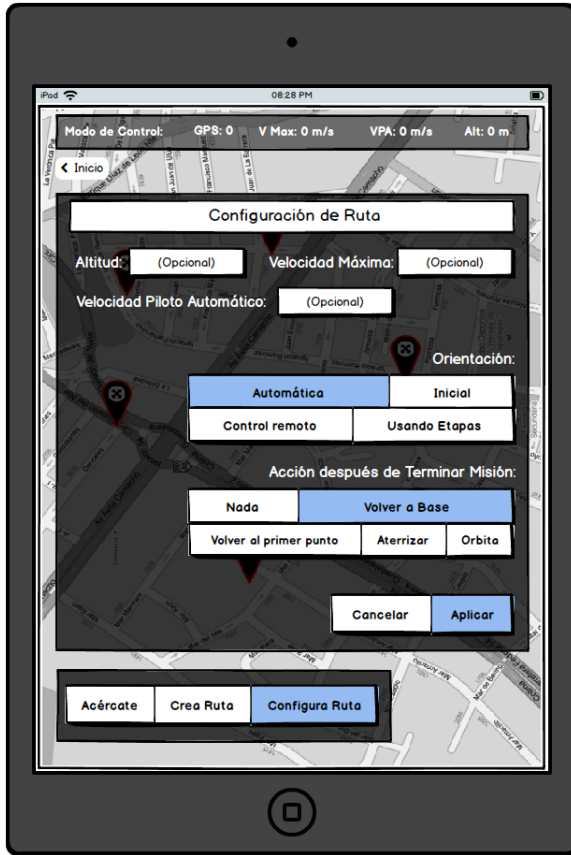 iPad 08:28 PM
Modo de Control: GPS: 0 V Max: 0 m/s VPA: 0 m/s Alt: 0 m
Inicio
Configuración de Ruta
Altitud: (Opcional) Velocidad Máxima: (Opcional)
Velocidad Piloto Automático: (Opcional)
Orientación:
Automática Inicial
Control remoto Usando Etapas
Acción después de Terminar Misión:
Nada Volver a Base
Volver al primer punto Aterrizar Orbita
Cancelar Aplicar
Acércate Crea Ruta Configura Ruta